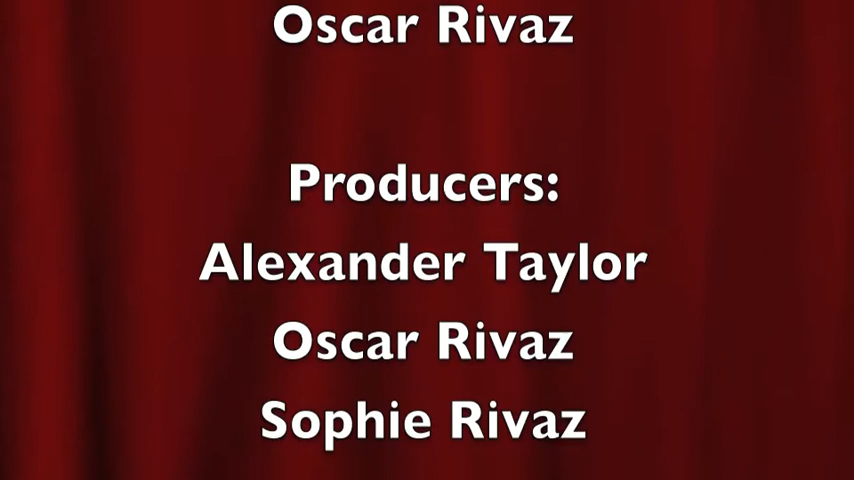 Oscar Rivaz
Producers:
Alexander Taylor
Oscar Rivaz
Sophie Rivaz